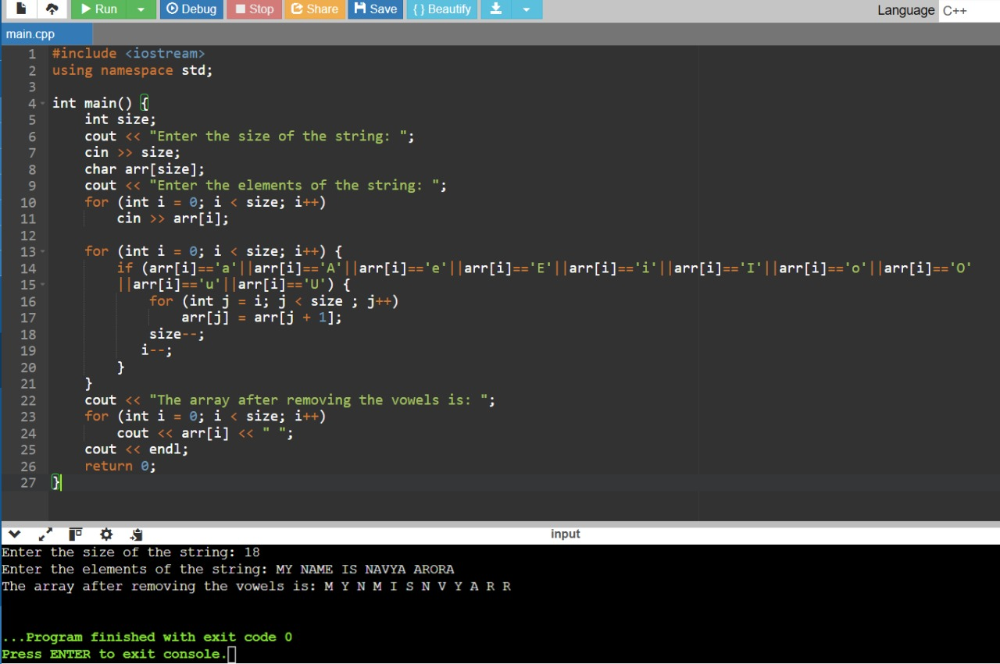 Run Debug Stop Share Save { } Beautify Language C++
main.cpp
1 #include <iostream>
2 using namespace std;
3
4 int main() {
5     int size;
6     cout << "Enter the size of the string: ";
7     cin >> size;
8     char arr[size];
9     cout << "Enter the elements of the string: ";
10     for (int i = 0; i < size; i++)
11         cin >> arr[i];
12
13     for (int i = 0; i < size; i++) {
14         if (arr[i]=='a'||arr[i]=='A'||arr[i]=='e'||arr[i]=='E'||arr[i]=='i'||arr[i]=='I'||arr[i]=='o'||arr[i]=='O'
15         ||arr[i]=='u'||arr[i]=='U') {
16             for (int j = i; j < size ; j++)
17                 arr[j] = arr[j + 1];
18             size--;
19            i--;
20         }
21     }
22     cout << "The array after removing the vowels is: ";
23     for (int i = 0; i < size; i++)
24         cout << arr[i] << " ";
25     cout << endl;
26     return 0;
27 }
input
Enter the size of the string: 18
Enter the elements of the string: MY NAME IS NAVYA ARORA
The array after removing the vowels is: M Y N M I S N V Y A R R
...Program finished with exit code 0
Press ENTER to exit console.